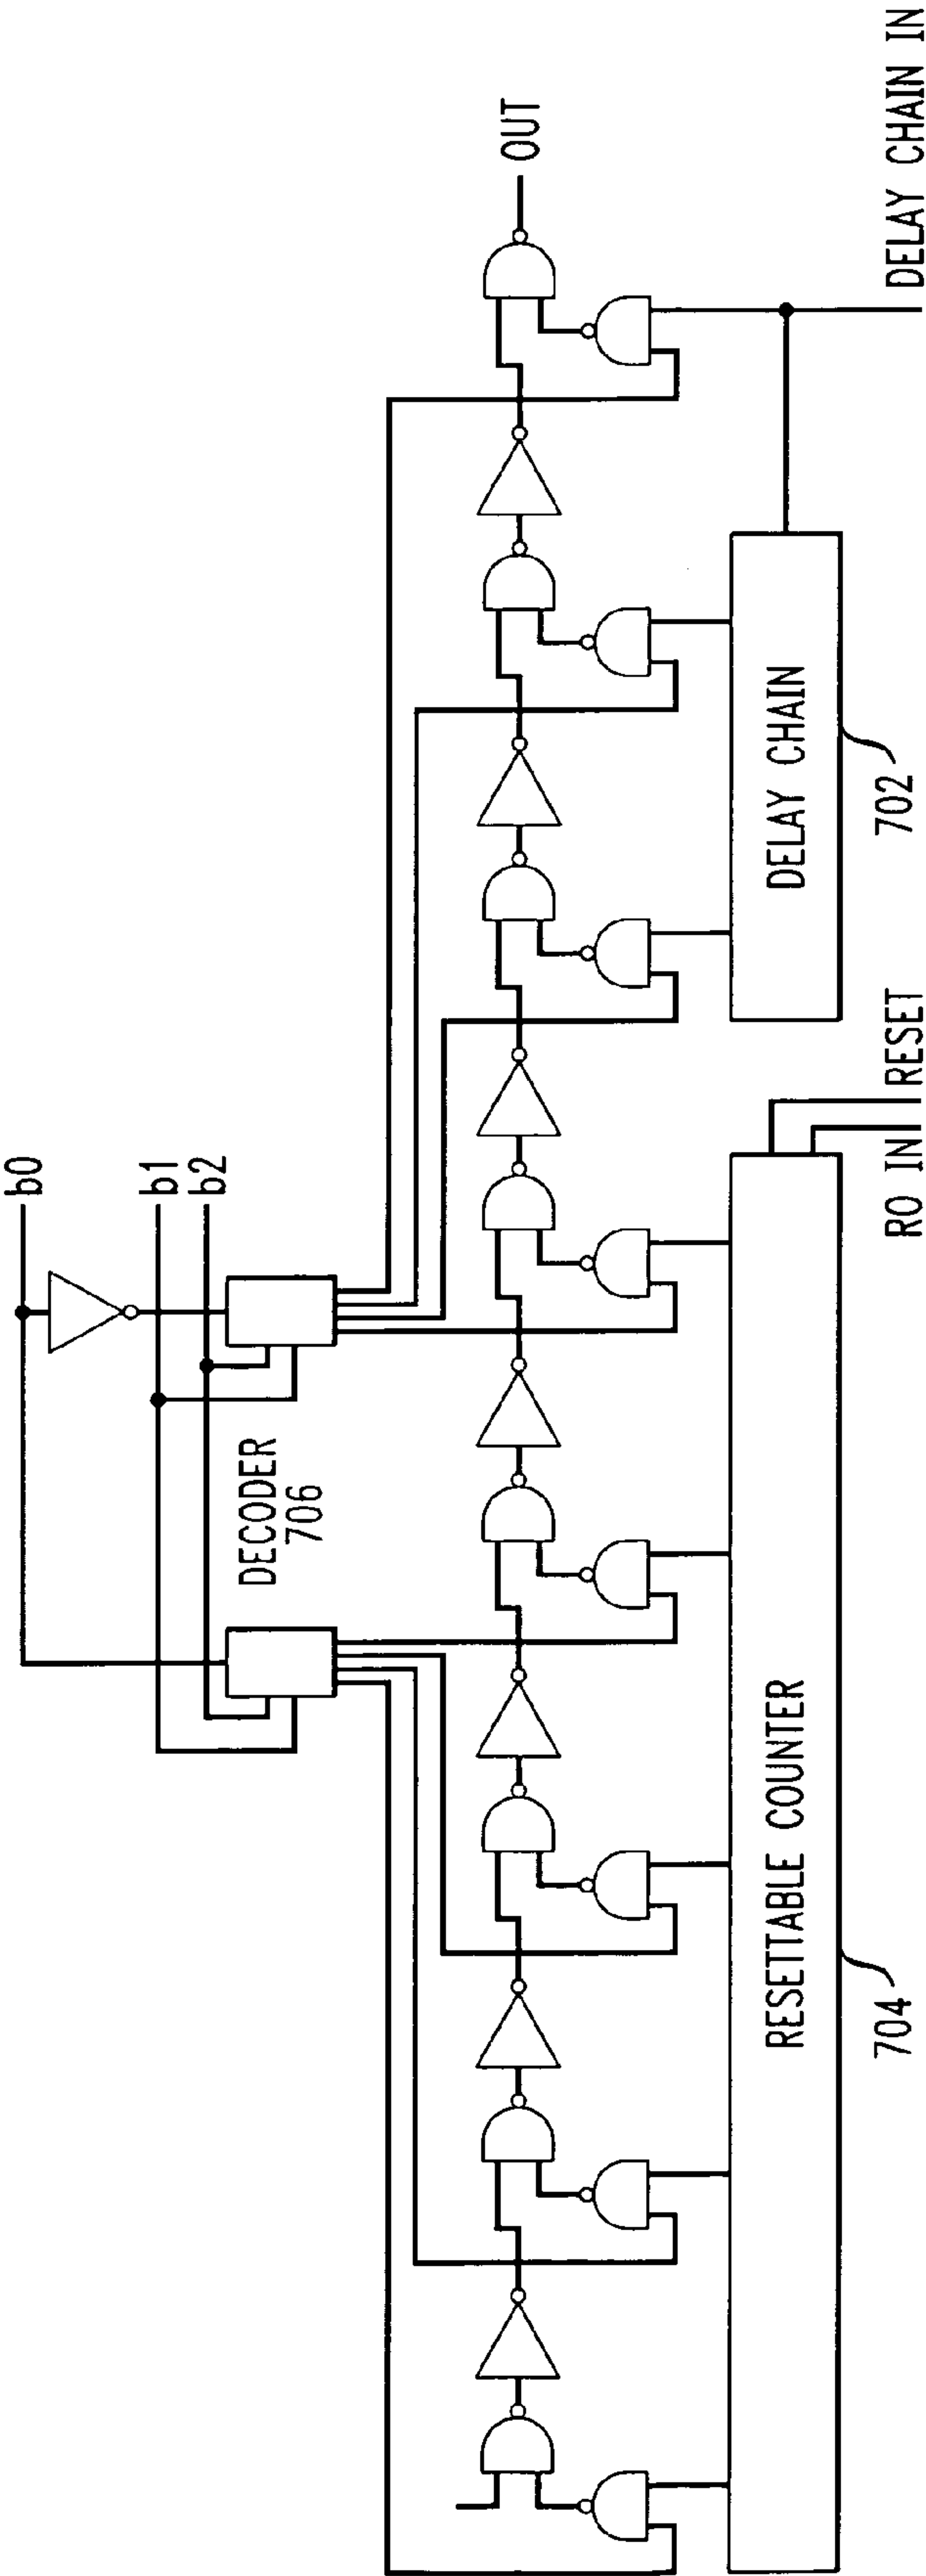 b0
b1
b2
DECODER
706
OUT
DELAY CHAIN
702
RESETTABLE COUNTER
704
RO IN
RESET
DELAY CHAIN IN